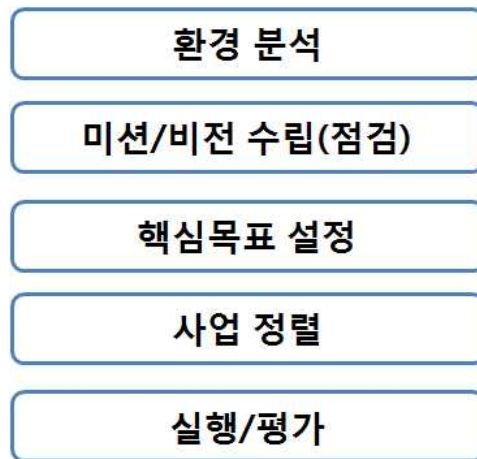 환경 분석
미션/비전 수립(점검)
핵심목표 설정
사업 정렬
실행/평가